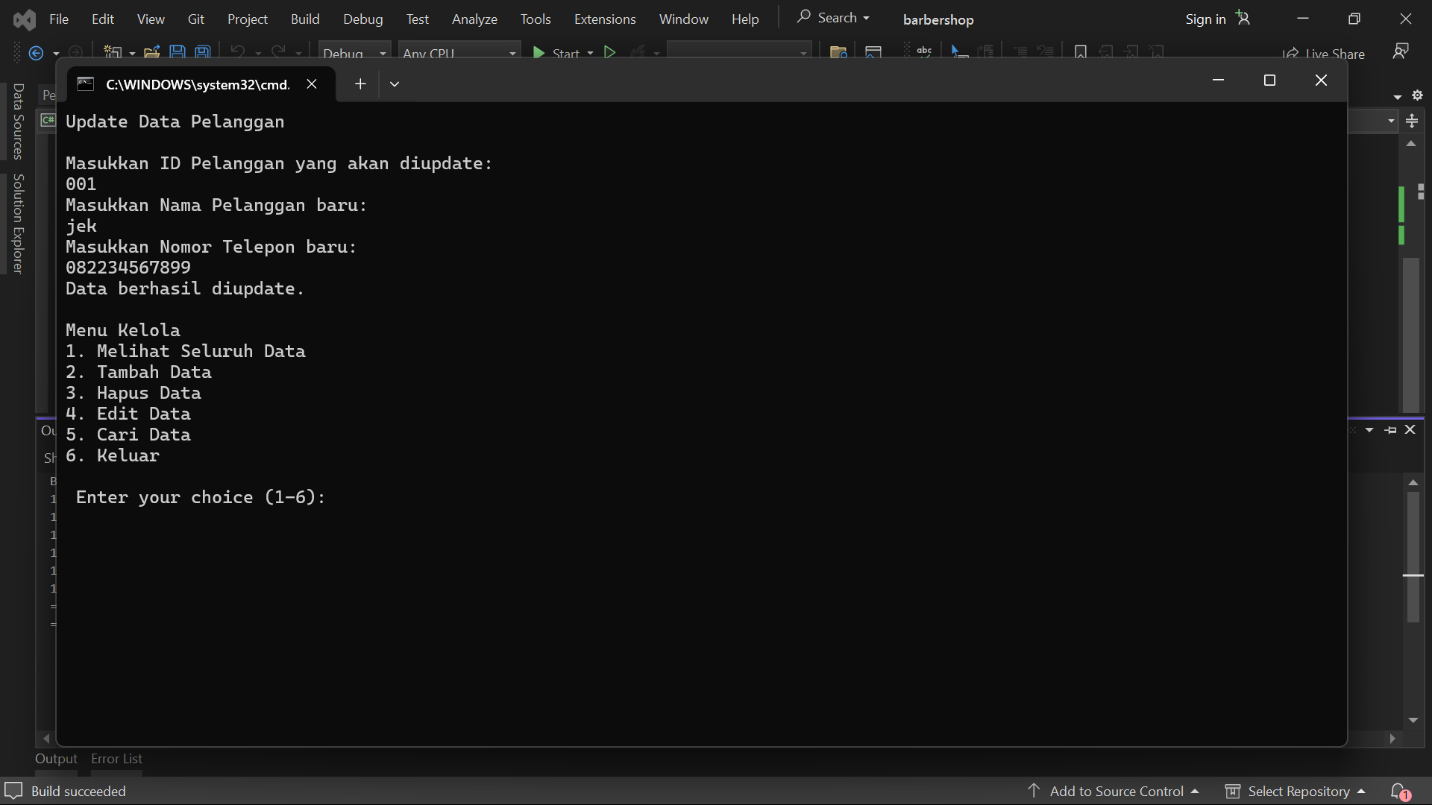 File Edit View Git Project Build Debug Test Analyze Tools Extensions Window Help Search barbershop Sign in
Debug Any CPU Start Live Share
C:\WINDOWS\system32\cmd.
Data Sources
Solution Explorer
Update Data Pelanggan
Masukkan ID Pelanggan yang akan diupdate:
001
Masukkan Nama Pelanggan baru:
jek
Masukkan Nomor Telepon baru:
082234567899
Data berhasil diupdate.
Menu Kelola
1. Melihat Seluruh Data
2. Tambah Data
3. Hapus Data
4. Edit Data
5. Cari Data
6. Keluar
Enter your choice (1-6):
Output Error List
Build succeeded Add to Source Control Select Repository 1